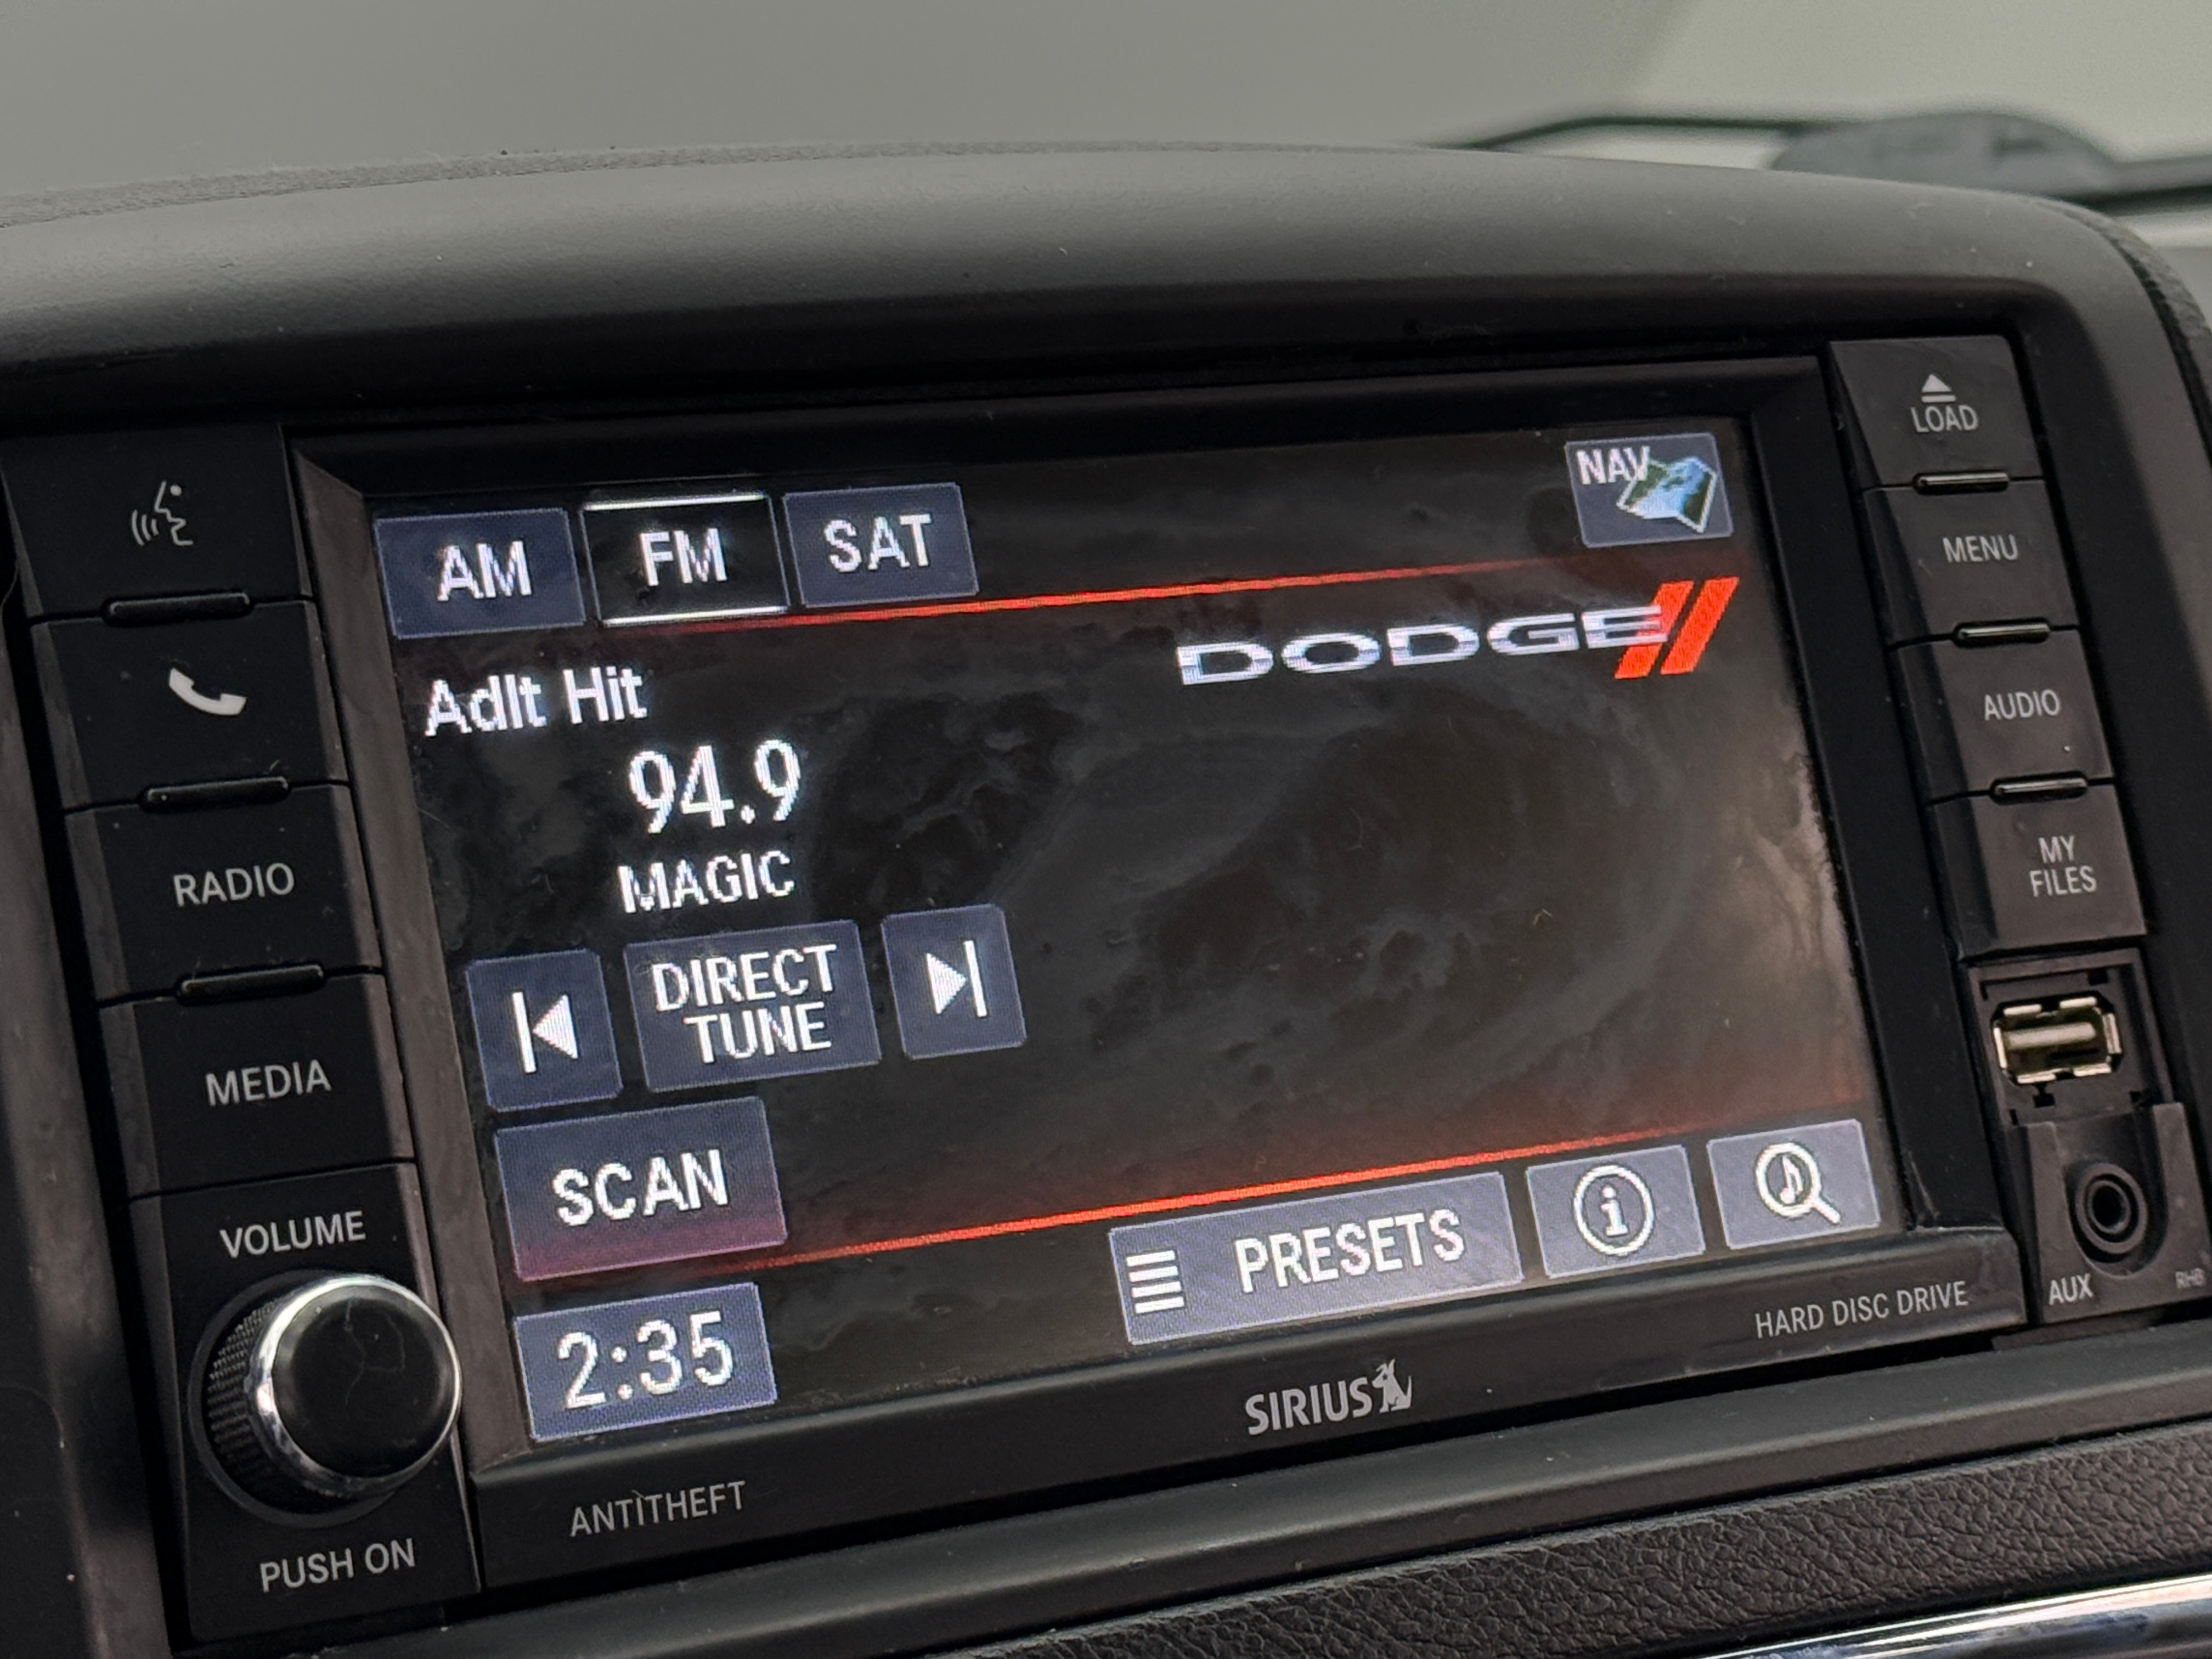 LOAD
NAV
AM FM SAT
MENU
DODGE
Adlt Hit
AUDIO
94.9
MAGIC
RADIO
MY
FILES
DIRECT
TUNE
MEDIA
SCAN
VOLUME
PRESETS
i
2:35
AUX
RHB
HARD DISC DRIVE
SIRIUS
ANTITHEFT
PUSH ON